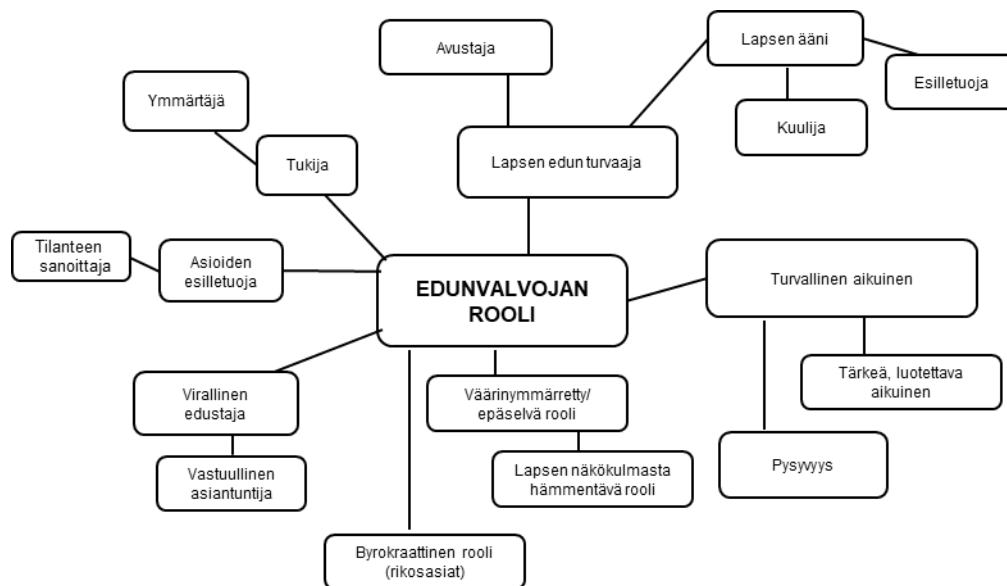 Avustaja
Lapsen ääni
Esilletuoja
Ymmärtäjä
Kuulija
Tukija
Lapsen edun turvaaja
Tilanteen
sanoittaja
Asioiden
esilletuoja
EDUNVALVOJAN
ROOLI
Turvallinen aikuinen
Virallinen
edustaja
Väärinymmärretty/
epäselvä rooli
Tärkeä, luotettava
aikuinen
Vastuullinen
asiantuntija
Lapsen näkökulmasta
hämmentävä rooli
Pysyvyys
Byrokraattinen rooli
(rikosasiat)